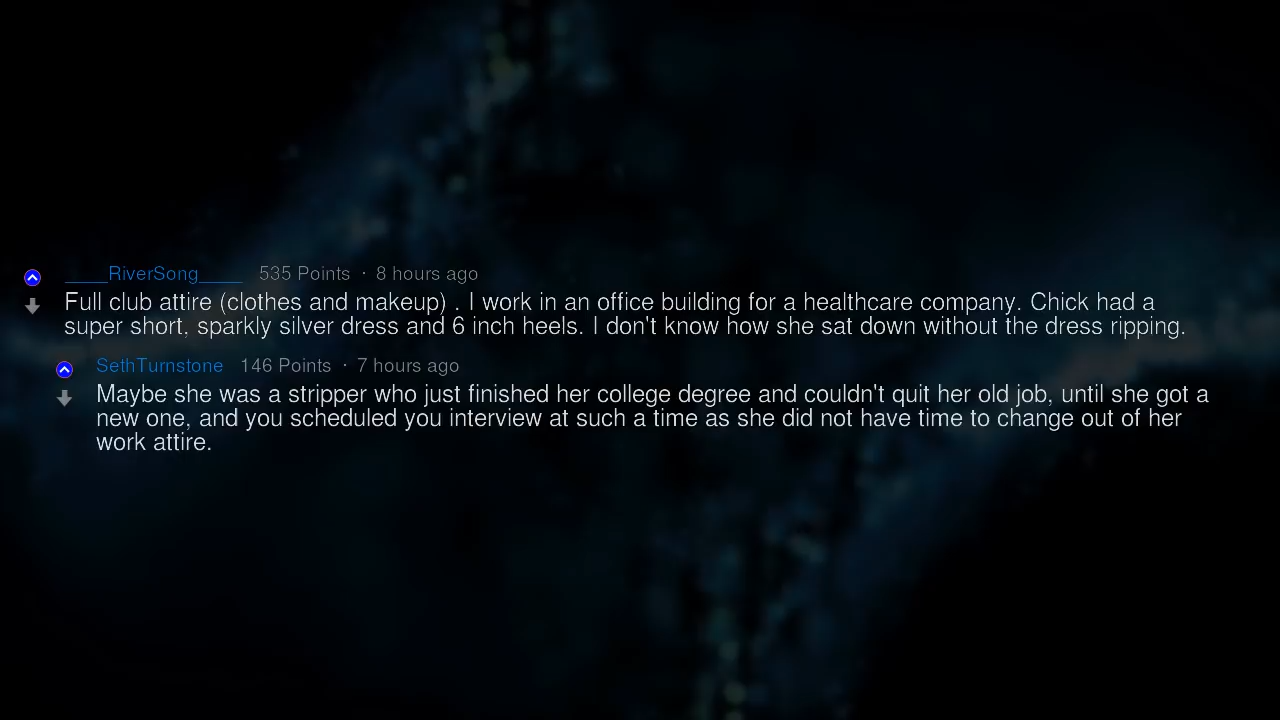 ____RiverSong____ 535 Points · 8 hours ago
Full club attire (clothes and makeup) . I work in an office building for a healthcare company. Chick had a
super short, sparkly silver dress and 6 inch heels. I don't know how she sat down without the dress ripping.
SethTurnstone 146 Points · 7 hours ago
Maybe she was a stripper who just finished her college degree and couldn't quit her old job, until she got a
new one, and you scheduled you interview at such a time as she did not have time to change out of her
work attire.